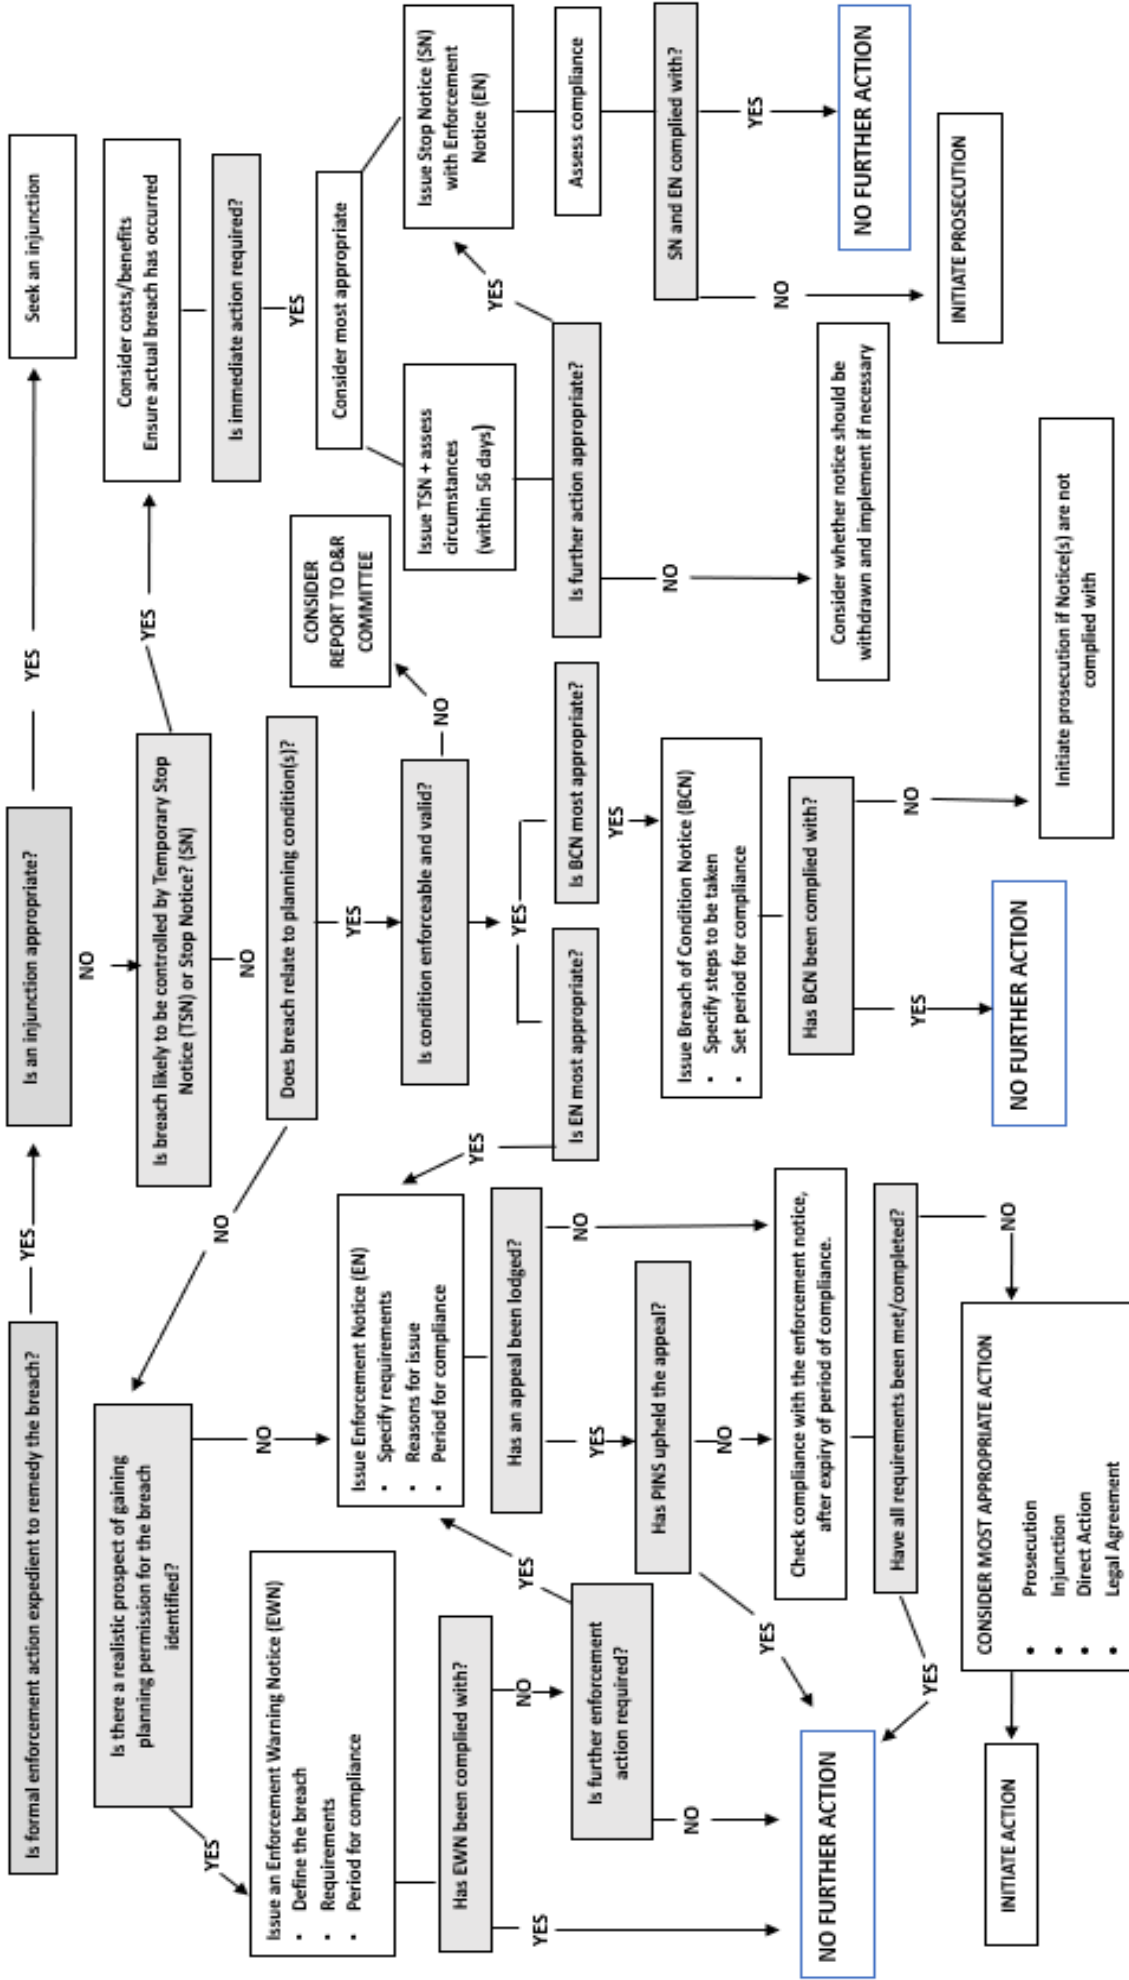 Is formal enforcement action expedient to remedy the breach?
YES
Is an injunction appropriate?
YES
Seek an injunction
NO
Is breach likely to be controlled by Temporary Stop
Notice (TSN) or Stop Notice? (SN)
YES
Consider costs/benefits
Ensure actual breach has occurred
Is immediate action required?
YES
Consider most appropriate
Issue TSN + assess
circumstances
(within 56 days)
Issue Stop Notice (SN)
with Enforcement
Notice (EN)
Is further action appropriate?
YES
NO
Consider whether notice should be
withdrawn and implement if necessary
Assess compliance
SN and EN complied with?
YES
NO FURTHER ACTION
NO
INITIATE PROSECUTION
NO
Does breach relate to planning condition(s)?
YES
Is condition enforceable and valid?
NO
CONSIDER
REPORT TO D&R
COMMITTEE
YES
Is EN most appropriate?
YES
Is BCN most appropriate?
YES
Issue Breach of Condition Notice (BCN)
• Specify steps to be taken
• Set period for compliance
Has BCN been complied with?
YES
NO FURTHER ACTION
NO
Initiate prosecution if Notice(s) are not
complied with
NO
Is there a realistic prospect of gaining
planning permission for the breach
identified?
NO
Issue Enforcement Notice (EN)
• Specify requirements
• Reasons for issue
• Period for compliance
Has an appeal been lodged?
NO
YES
Has PINS upheld the appeal?
YES
NO
Check compliance with the enforcement notice,
after expiry of period of compliance.
Have all requirements been met/completed?
YES
NO
CONSIDER MOST APPROPRIATE ACTION
• Prosecution
• Injunction
• Direct Action
• Legal Agreement
INITIATE ACTION
YES
Issue an Enforcement Warning Notice (EWN)
• Define the breach
• Requirements
• Period for compliance
Has EWN been complied with?
YES
NO
Is further enforcement
action required?
YES
NO
NO FURTHER ACTION